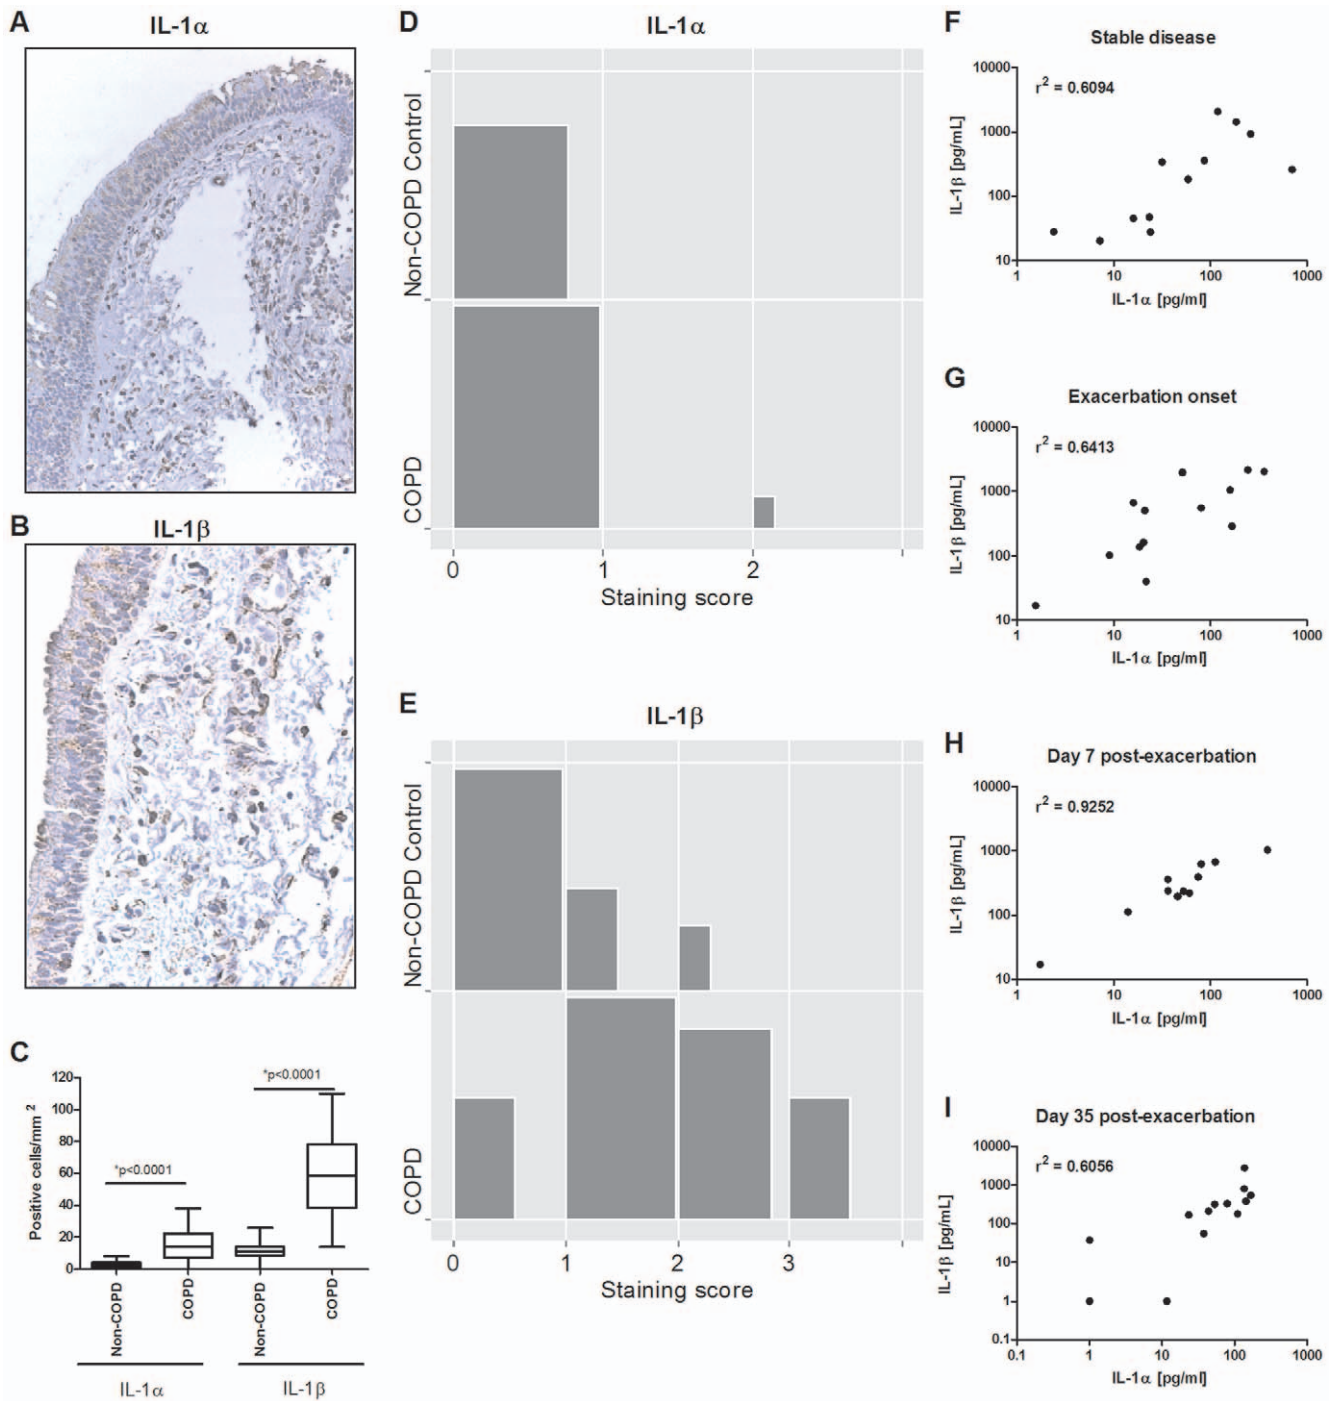 A
IL-1α
B
IL-1β
C
Positive cells/mm 2
120
100
80
60
40
20
0
*p<0.0001
*p<0.0001
Non-COPD
COPD
Non-COPD
COPD
IL-1α
IL-1β
D
IL-1α
Non-COPD Control
COPD
0
1
2
Staining score
E
IL-1β
Non-COPD Control
COPD
0
1
2
3
Staining score
F
Stable disease
r2 = 0.6094
IL-1β [pg/mL]
10000
1000
100
10
1
10
100
1000
IL-1α [pg/ml]
G
Exacerbation onset
r2 = 0.6413
IL-1β [pg/mL]
10000
1000
100
10
1
10
100
1000
IL-1α [pg/ml]
H
Day 7 post-exacerbation
r2 = 0.9252
IL-1β [pg/mL]
10000
1000
100
10
1
10
100
1000
IL-1α [pg/ml]
I
Day 35 post-exacerbation
r2 = 0.6056
IL-1β [pg/mL]
10000
1000
100
10
1
0.1
0.1
1
10
100
1000
IL-1α [pg/ml]